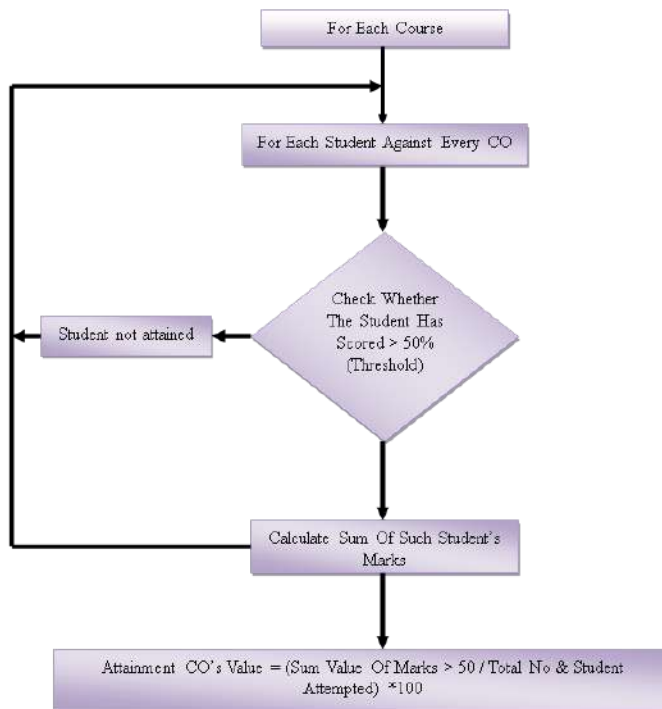 For Each Course
For Each Student Against Every CO
Check Whether
The Student Has
Scored > 50%
(Threshold)
Student not attained
Calculate Sum Of Such Student's
Marks
Attainment CO's Value = (Sum Value Of Marks > 50 / Total No & Student
Attempted) *100